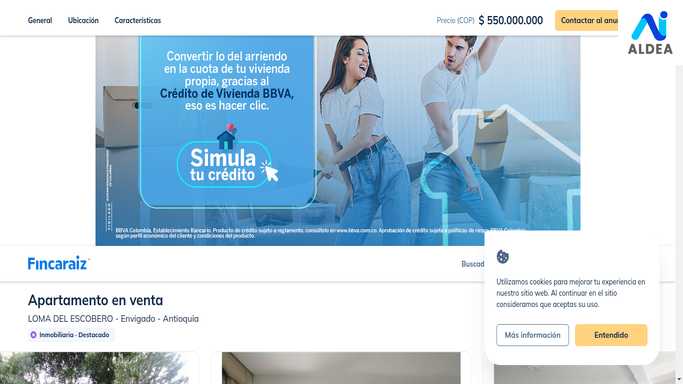 General Ubicación Características Precio (COP) $ 550.000.000 Contactar al anu
ALDEA
Convertir lo del arriendo
en la cuota de tu vivienda
propia, gracias al
Crédito de Vivienda BBVA,
eso es hacer clic.
Simula
tu crédito
BBVA Colombia. Establecimiento Bancario. Producto de crédito sujeto a reglamento, consúltelo en www.bbva.com.co. Aprobación de crédito sujeta a políticas de riesgo BBVA Colombia,
según perfil económico del cliente y condiciones del producto.
Fincaraiz
Buscad
Apartamento en venta
LOMA DEL ESCOBERO - Envigado - Antioquia
Inmobiliaria - Destacado
Utilizamos cookies para mejorar tu experiencia en
nuestro sitio web. Al continuar en el sitio
consideramos que aceptas su uso.
Más información Entendido